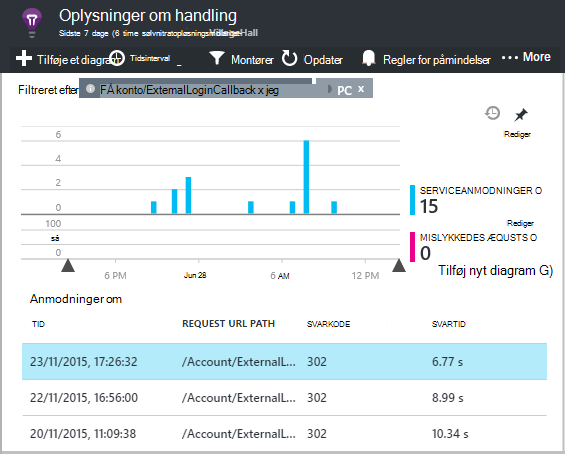 Oplysninger om handling
Sidste 7 dage (6 time sølvnitratopløsningsmålinge HjörneHall
Tilføje et diagram Tidsinterval Montører Opdater Regler for påmindelser ··· More
Filtreret efter FÅ konto/ExternalLoginCallback x jeg PC x
Rediger
6
4
2
0
SERVICEANMODNINGER O
15
Rediger
100
så
0
MISLYKKEDES ÆQUSTS O
0
6 PM Jun 28 6 AM 12 PM
Tilføj nyt diagram G)
Anmodninger om
TID REQUEST URL PATH SVARKODE SVARTID
23/11/2015, 17:26:32 /Account/ExternalL... 302 6.77 s
22/11/2015, 16:56:00 /Account/ExternalL... 302 8.99 s
20/11/2015, 11:09:38 /Account/ExternalL... 302 10.34 s